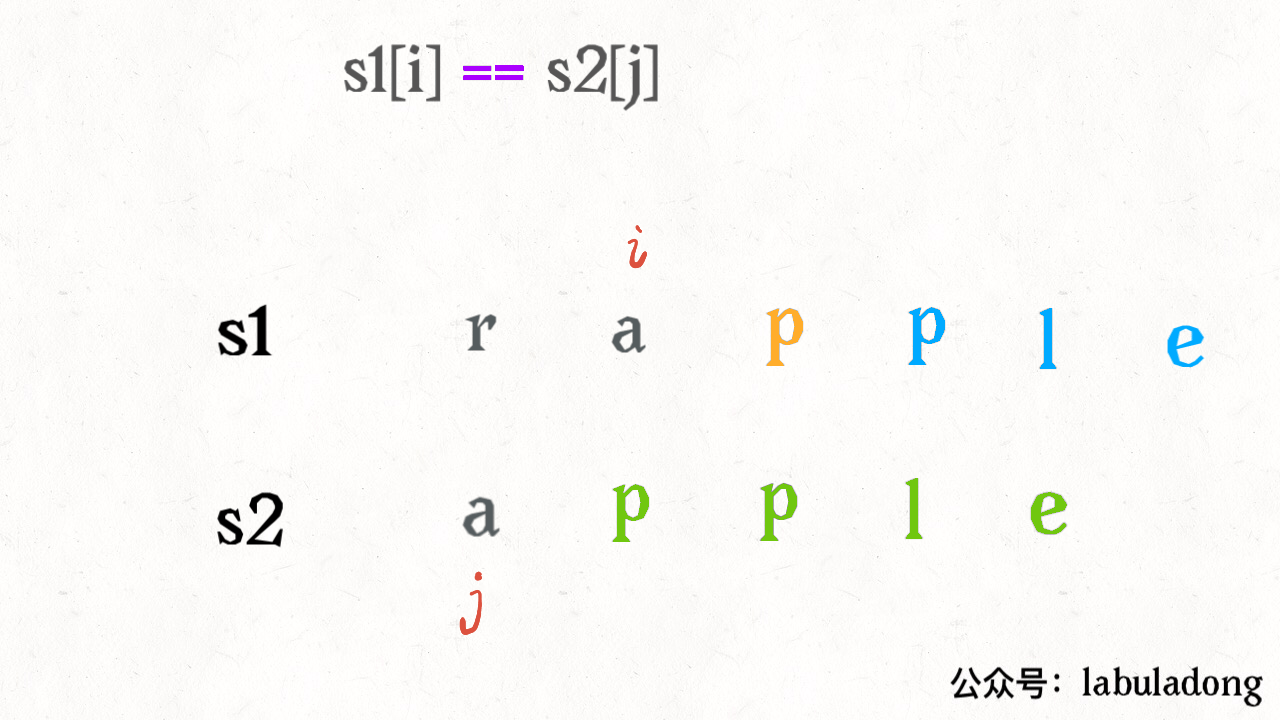 s1[i] == s2[j]
i
s1 r a p p l e
s2 a p p l e
j
公众号：labuladong